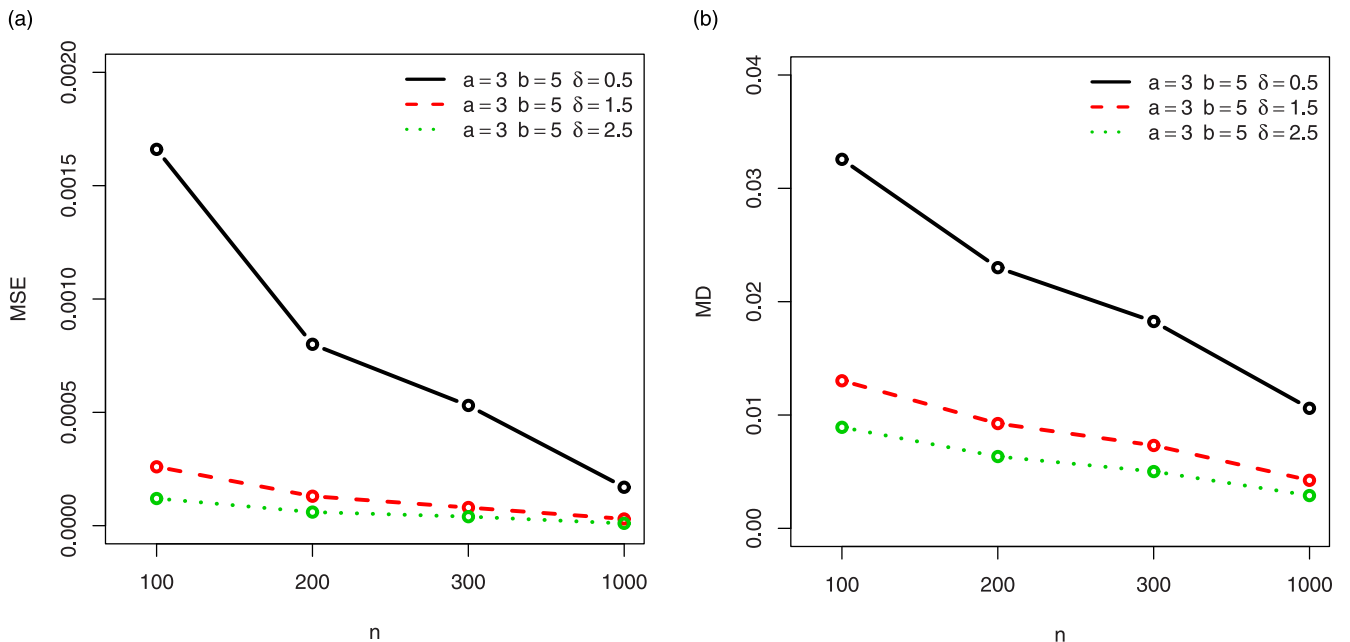 (a)
MSE
0.0020
0.0015
0.0010
0.0005
0.0000
a = 3 b = 5 δ = 0.5
a = 3 b = 5 δ = 1.5
a = 3 b = 5 δ = 2.5
100 200 300 1000
n
(b)
MD
0.04
0.03
0.02
0.01
0.00
a = 3 b = 5 δ = 0.5
a = 3 b = 5 δ = 1.5
a = 3 b = 5 δ = 2.5
100 200 300 1000
n